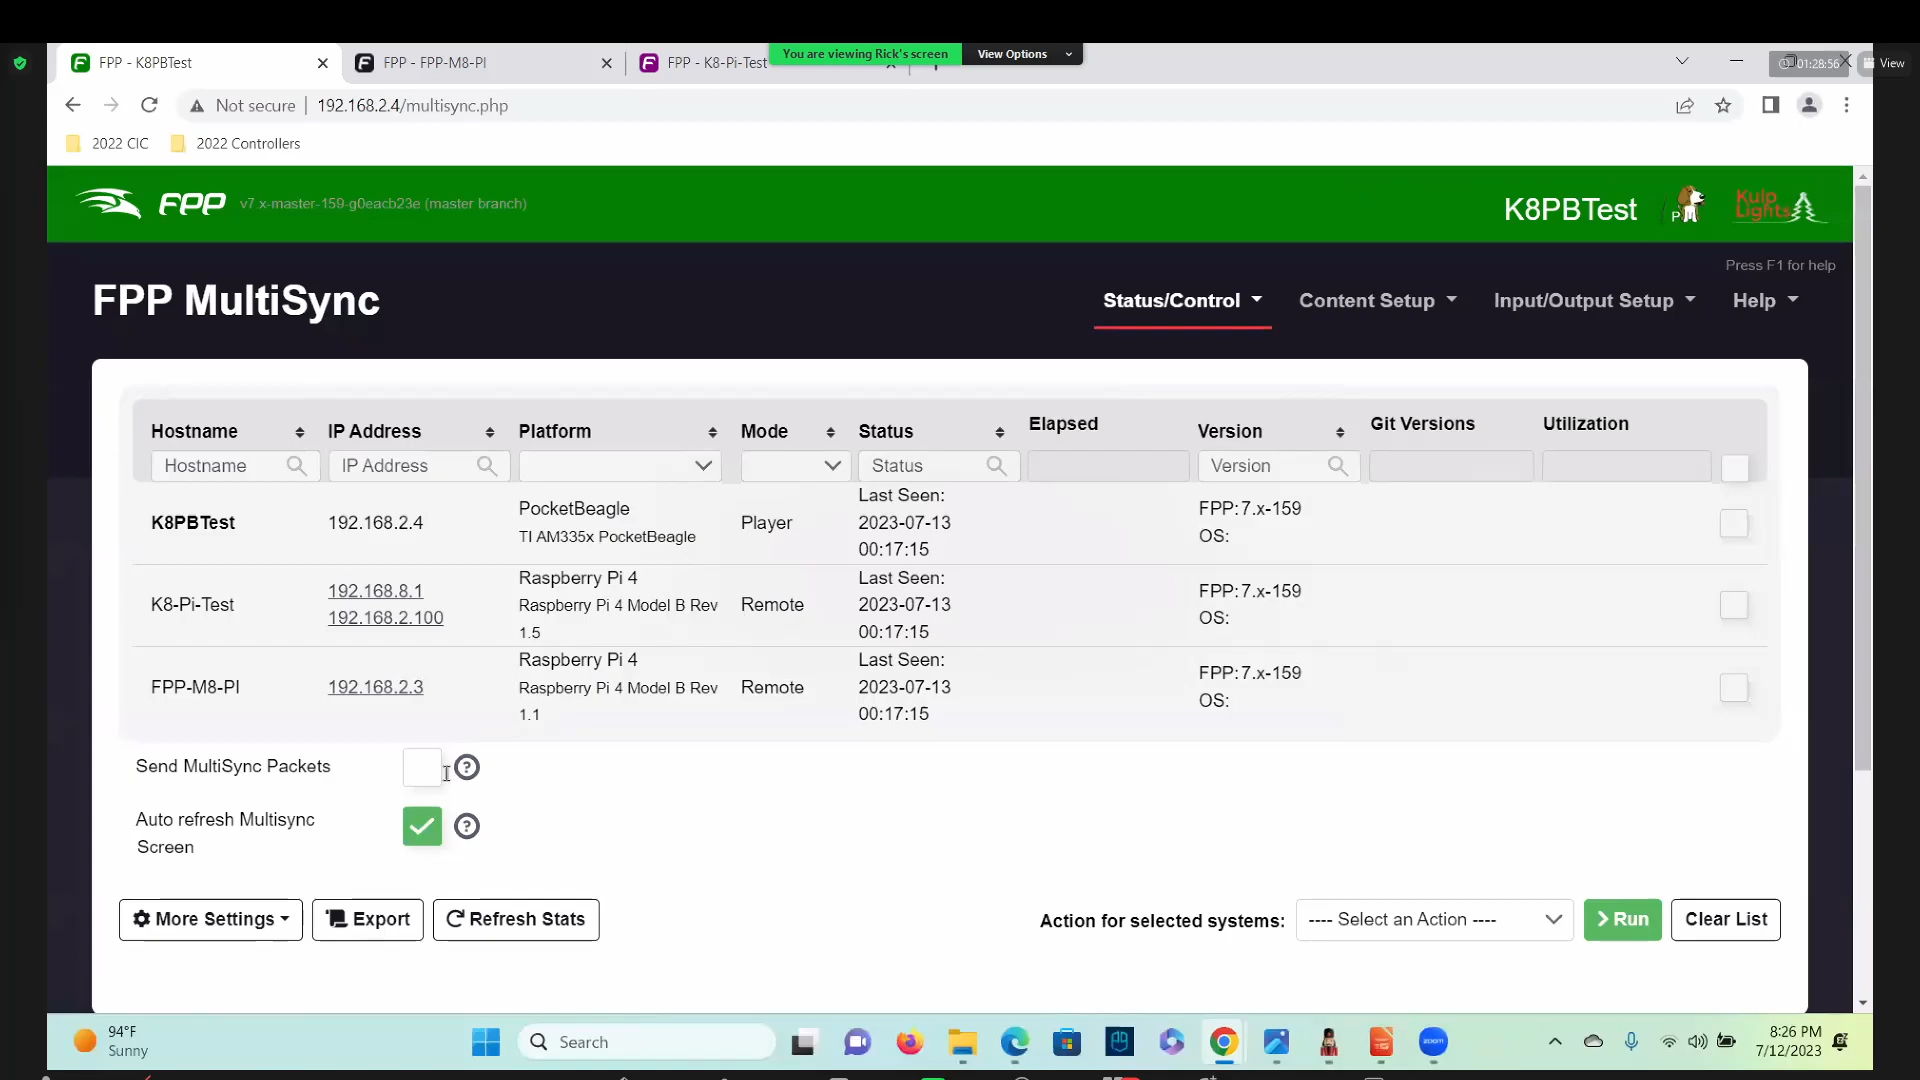 You are viewing Rick's screen
View Options
FPP - K8PBTest
FPP - FPP-M8-PI
FPP - K8-Pi-Test
01:28:56
View
Not secure
192.168.2.4/multisync.php
2022 CIC
2022 Controllers
FPP
v7.x-master-159-g0eacb23e (master branch)
K8PBTest
Kulp
Lights
Press F1 for help
FPP MultiSync
Status/Control
Content Setup
Input/Output Setup
Help
Hostname
IP Address
Platform
Mode
Status
Elapsed
Version
Git Versions
Utilization
Hostname
IP Address
Status
Version
K8PBTest
192.168.2.4
PocketBeagle
TI AM335x PocketBeagle
Player
Last Seen:
2023-07-13
00:17:15
FPP: 7.x-159
OS:
K8-Pi-Test
192.168.8.1
192.168.2.100
Raspberry Pi 4
Raspberry Pi 4 Model B Rev
1.5
Remote
Last Seen:
2023-07-13
00:17:15
FPP: 7.x-159
OS:
FPP-M8-PI
192.168.2.3
Raspberry Pi 4
Raspberry Pi 4 Model B Rev
1.1
Remote
Last Seen:
2023-07-13
00:17:15
FPP: 7.x-159
OS:
Send MultiSync Packets
Auto refresh Multisync
Screen
More Settings
Export
Refresh Stats
Action for selected systems:
---- Select an Action ----
Run
Clear List
94°F
Sunny
Search
zoom
8:26 PM
7/12/2023